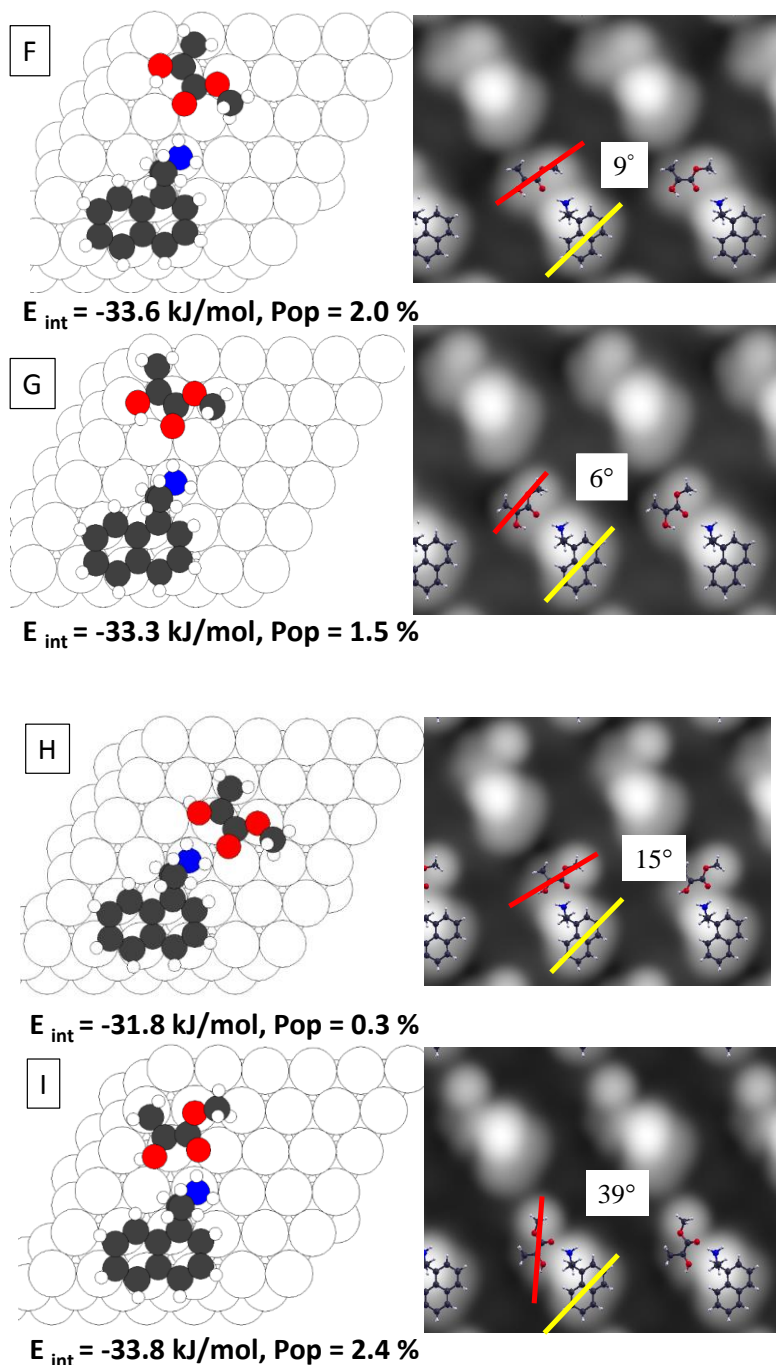 F
9°
E int = -33.6 kJ/mol, Pop = 2.0 %
G
6°
E int = -33.3 kJ/mol, Pop = 1.5 %
H
15°
E int = -31.8 kJ/mol, Pop = 0.3 %
I
39°
E int = -33.8 kJ/mol, Pop = 2.4 %